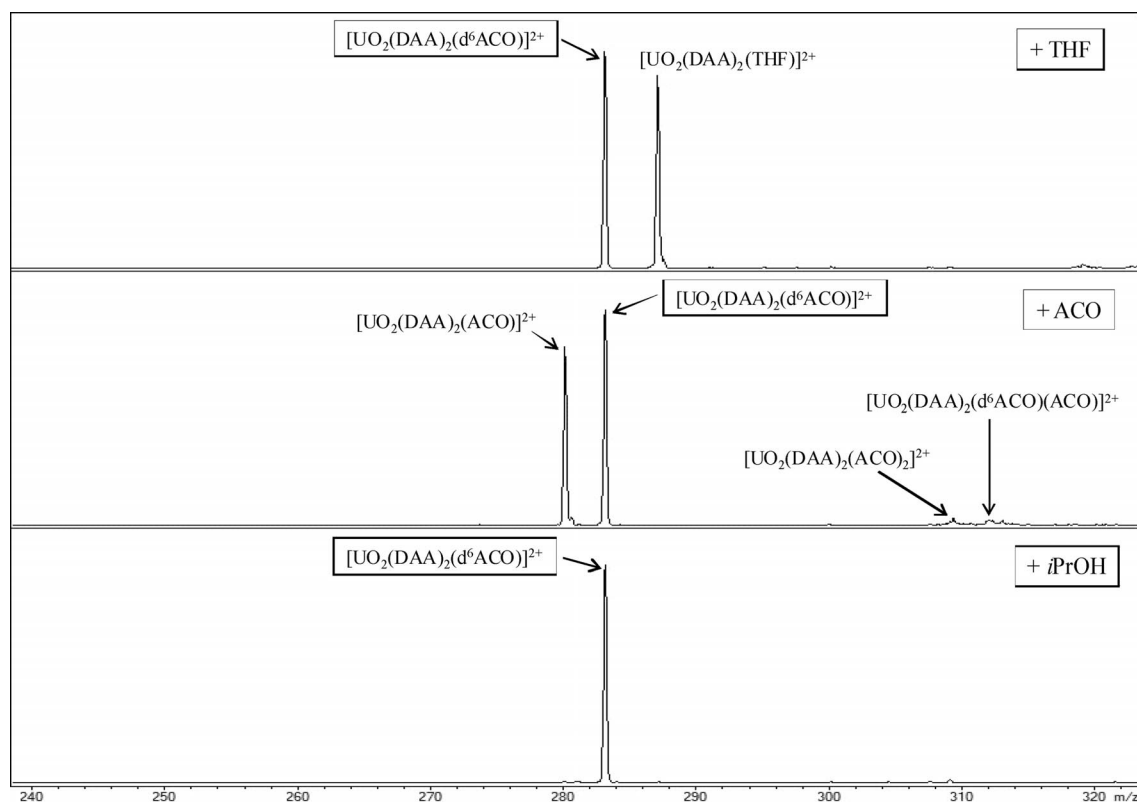 [UO₂(DAA)₂(d⁶ACO)]²⁺
[UO₂(DAA)₂(THF)]²⁺
+ THF
[UO₂(DAA)₂(ACO)]²⁺
[UO₂(DAA)₂(d⁶ACO)]²⁺
+ ACO
[UO₂(DAA)₂(d⁶ACO)(ACO)]²⁺
[UO₂(DAA)₂(ACO)₂]²⁺
[UO₂(DAA)₂(d⁶ACO)]²⁺
+ iPrOH
240 250 260 270 280 290 300 310 320 m/z